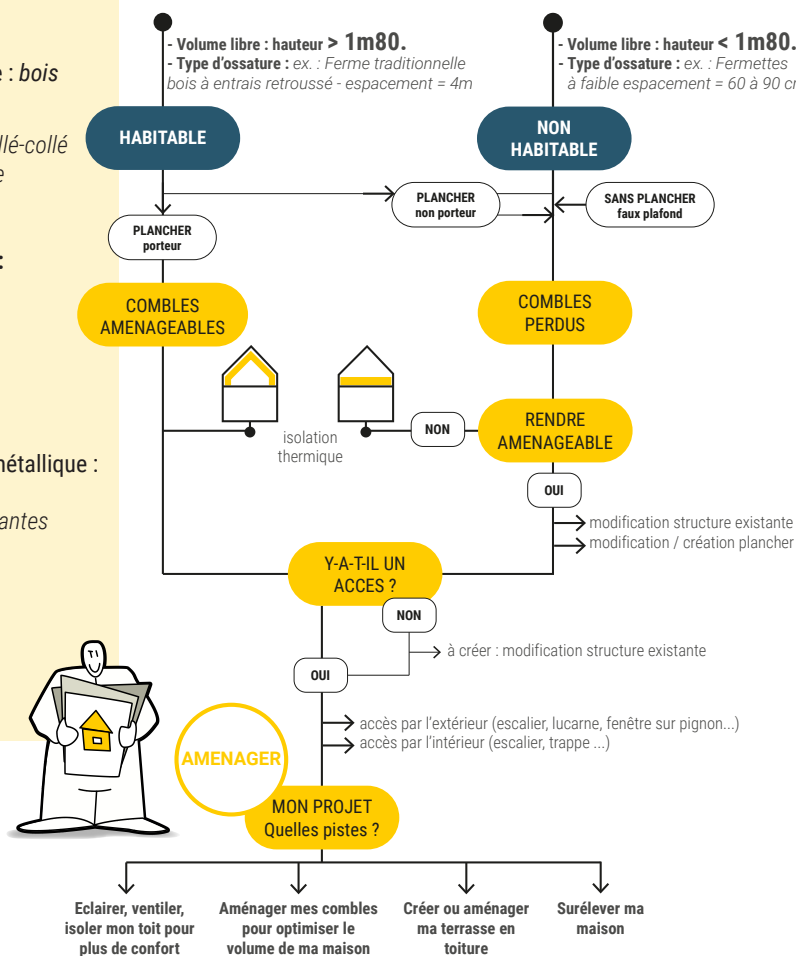 - Volume libre : hauteur > 1m80.
- Type d'ossature : ex. : Ferme traditionnelle
bois à entrais retroussé - espacement = 4m
- Volume libre : hauteur < 1m80.
- Type d'ossature : ex. : Fermettes
à faible espacement = 60 à 90 cm
: bois
llé-collé
:
métallique :
antes
HABITABLE
NON
HABITABLE
PLANCHER
non porteur
SANS PLANCHER
faux plafond
PLANCHER
porteur
COMBLES
AMENAGEABLES
COMBLES
PERDUS
isolation
thermique
NON
RENDRE
AMENAGEABLE
OUI
modification structure existante
modification / création plancher
Y-A-T-IL UN
ACCES ?
NON
à créer : modification structure existante
OUI
accès par l'extérieur (escalier, lucarne, fenêtre sur pignon...)
accès par l'intérieur (escalier, trappe ...)
AMENAGER
MON PROJET
Quelles pistes ?
Eclairer, ventiler,
isoler mon toit pour
plus de confort
Aménager mes combles
pour optimiser le
volume de ma maison
Créer ou aménager
ma terrasse en
toiture
Surélever ma
maison